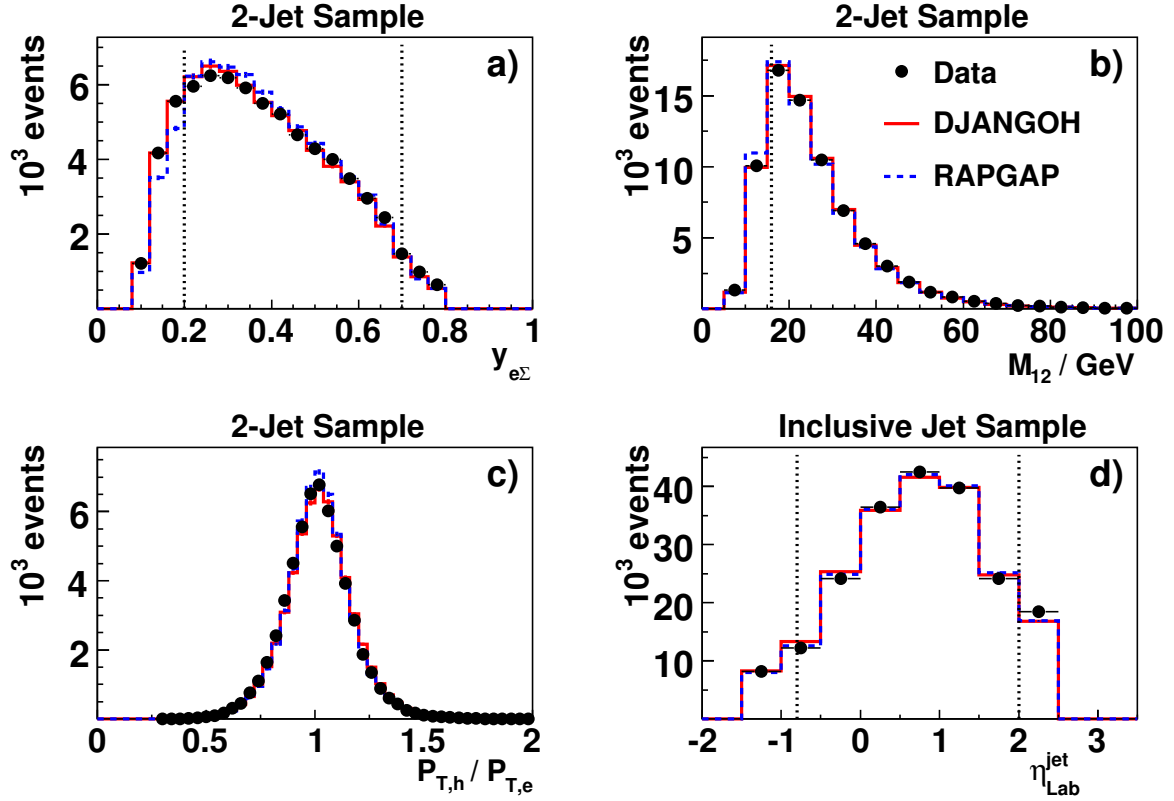 2-Jet Sample
a)
10³ events
6
4
2
0 0.2 0.4 0.6 0.8 1
y_eΣ
2-Jet Sample
b)
Data
DJANGOH
RAPGAP
10³ events
15
10
5
0 20 40 60 80 100
M₁₂ / GeV
2-Jet Sample
c)
10³ events
6
4
2
0 0.5 1 1.5 2
P_T,h / P_T,e
Inclusive Jet Sample
d)
10³ events
40
30
20
10
-2 -1 0 1 2 3
η^jet_Lab